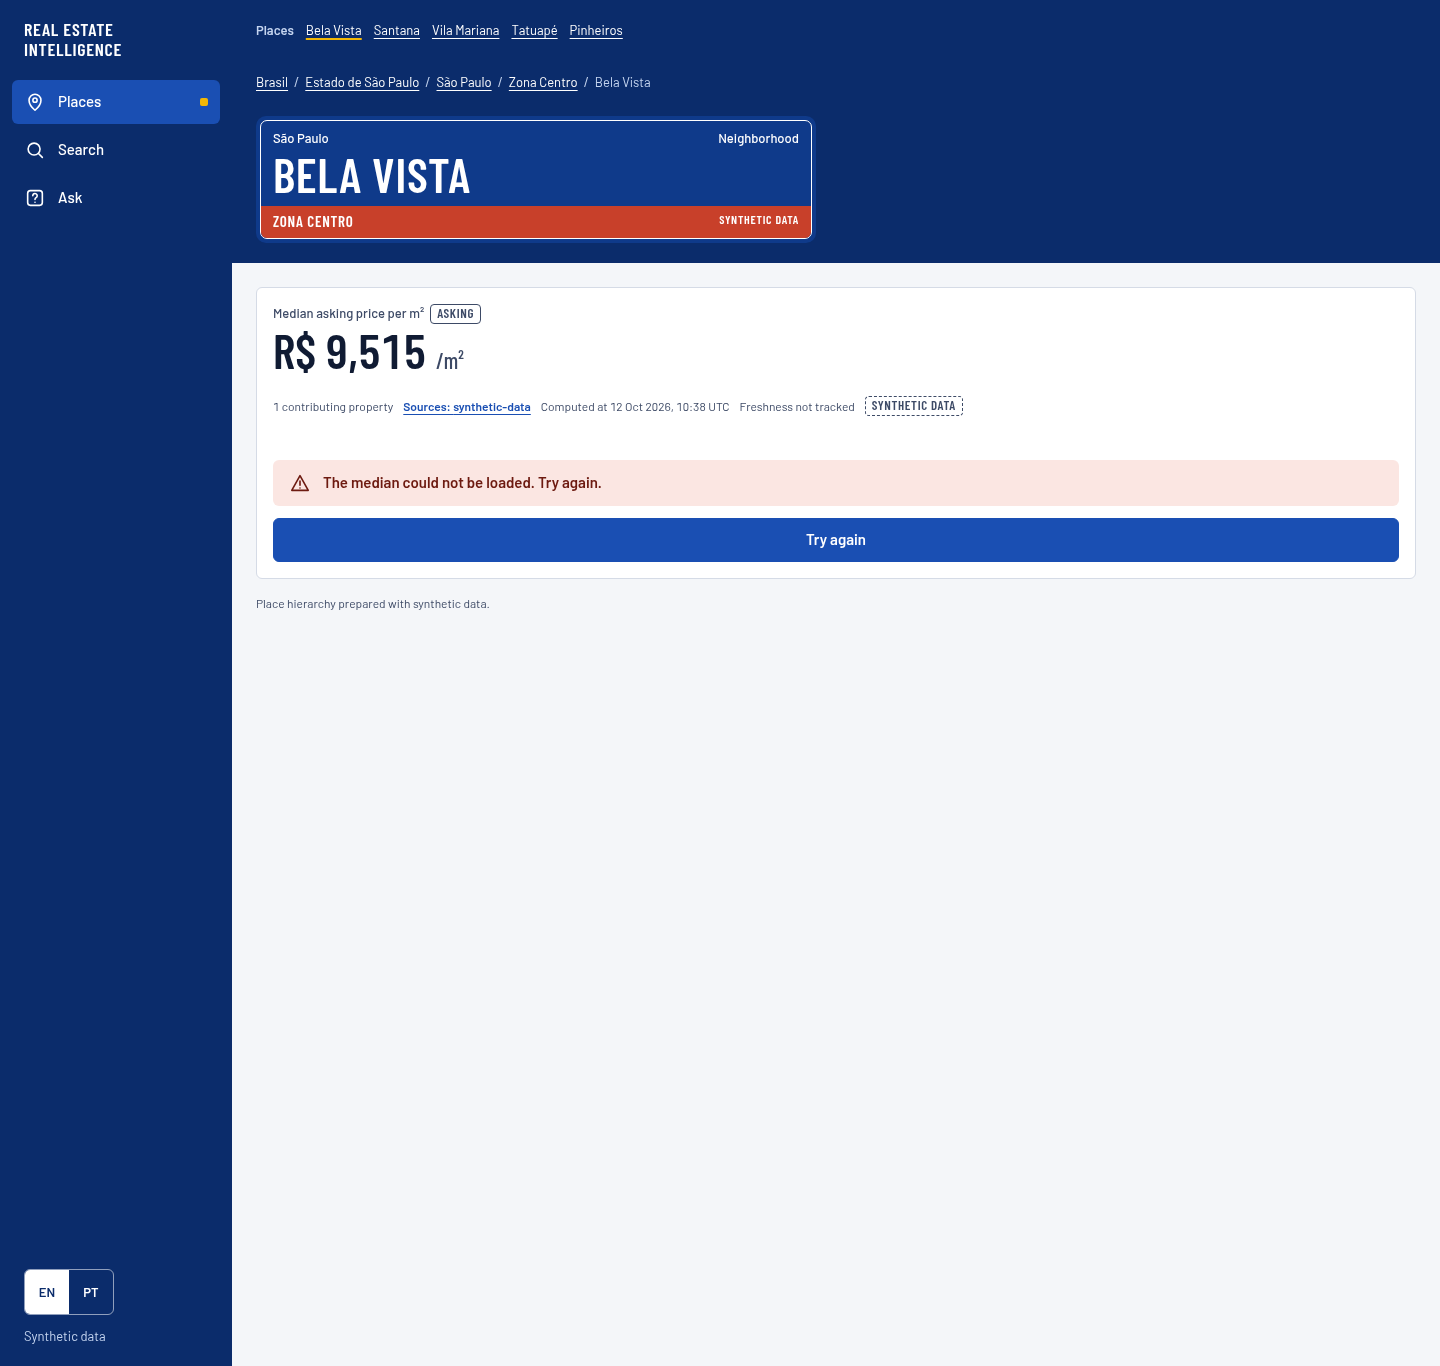 REAL ESTATE
INTELLIGENCE
Places
Search
Ask
EN PT
Synthetic data
Places Bela Vista Santana Vila Mariana Tatuapé Pinheiros
Brasil / Estado de São Paulo / São Paulo / Zona Centro / Bela Vista
São Paulo Neighborhood
BELA VISTA
ZONA CENTRO SYNTHETIC DATA
Median asking price per m² ASKING
R$ 9,515 /m²
1 contributing property Sources: synthetic-data Computed at 12 Oct 2026, 10:38 UTC Freshness not tracked SYNTHETIC DATA
The median could not be loaded. Try again.
Try again
Place hierarchy prepared with synthetic data.